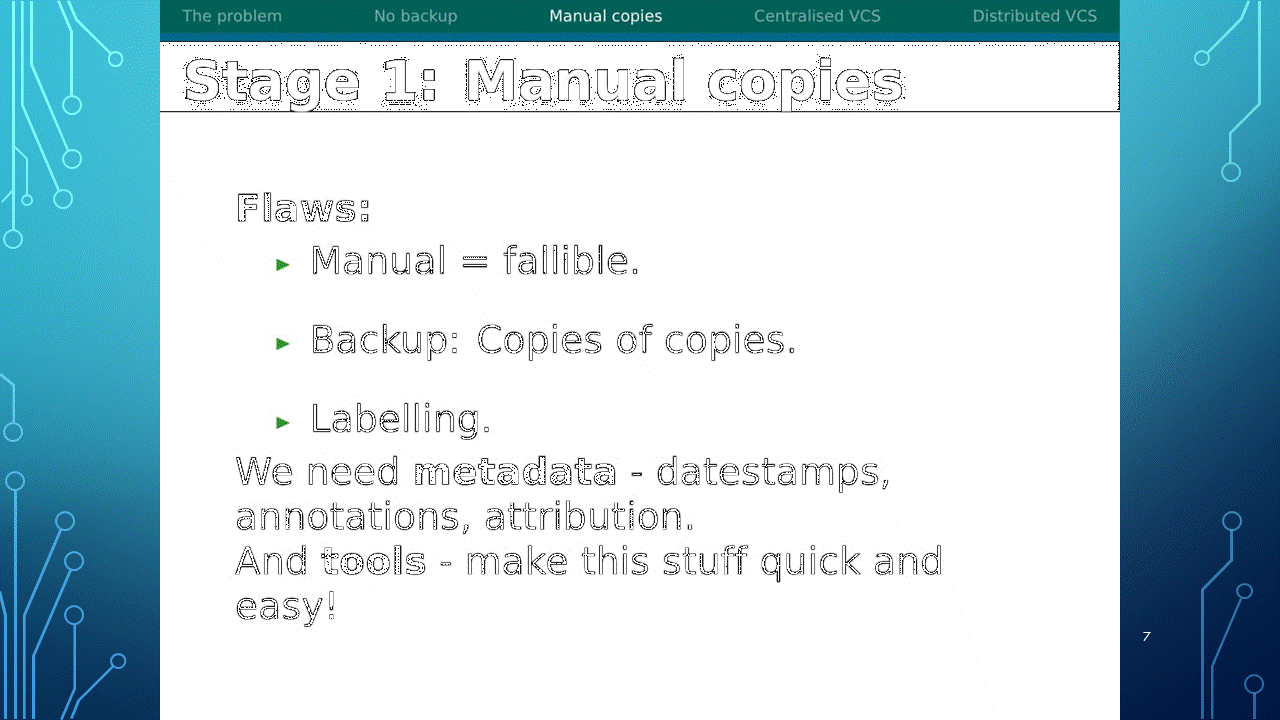 The problem No backup Manual copies Centralised VCS Distributed VCS
Stage 1: Manual copies
Flaws:
► Manual = fallible.
► Backup: Copies of copies.
► Labelling.
We need metadata - datestamps,
annotations, attribution.
And tools - make this stuff quick and
easy!
7